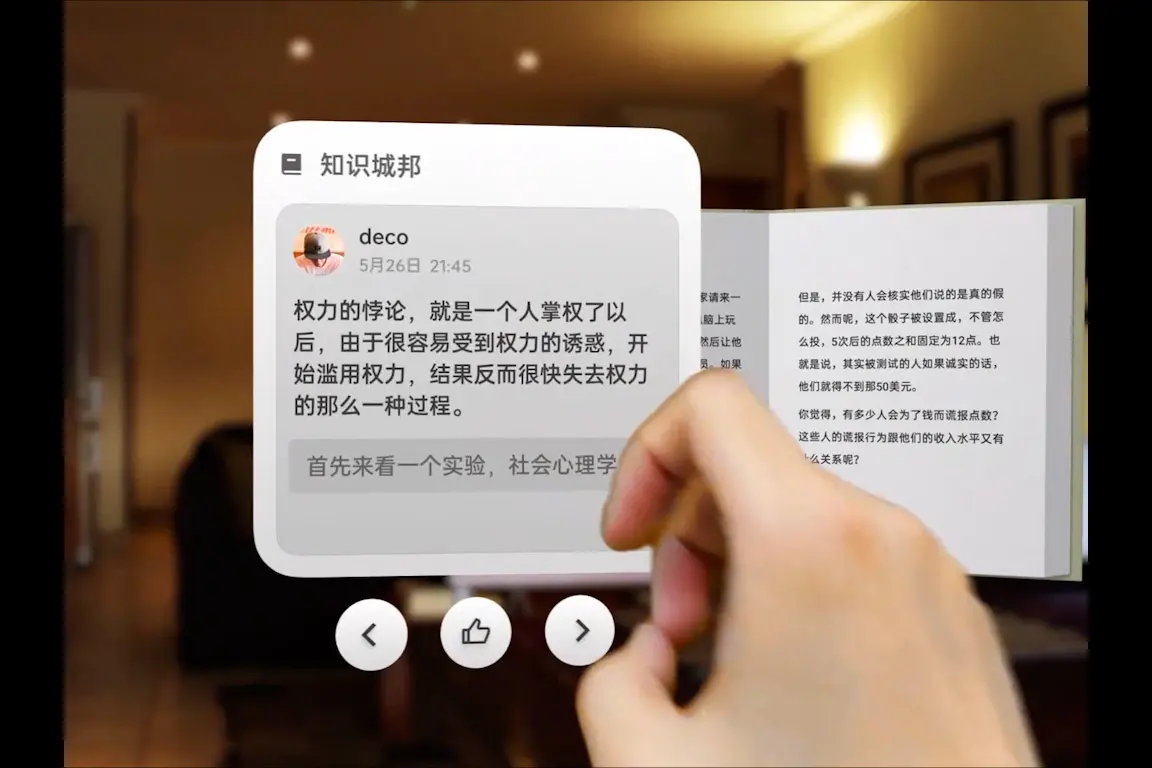 知识城邦
deco
5月26日 21:45
权力的悖论，就是一个人掌权了以
后，由于很容易受到权力的诱惑，开
始滥用权力，结果反而很快失去权力
的那么一种过程。
首先来看一个实验，社会心理学
家请来一
脑上玩
然后让他
员。如果
但是，并没有人会核实他们说的是真的假
的。然而呢，这个骰子被设置成，不管怎
么投，5次后的点数之和固定为12点。也
就是说，其实被测试的人如果诚实的话，
他们就得不到那50美元。
你觉得，有多少人会为了钱而谎报点数？
这些人的谎报行为跟他们的收入水平又有
么关系呢？